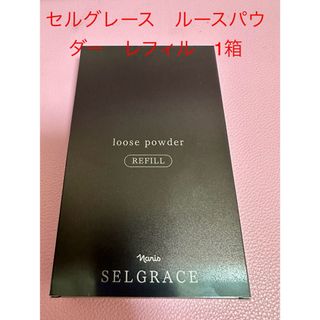 セルグレース　ルースパウ
ダー　レフィル　1箱
loose powder
REFILL
Naris
SELGRACE